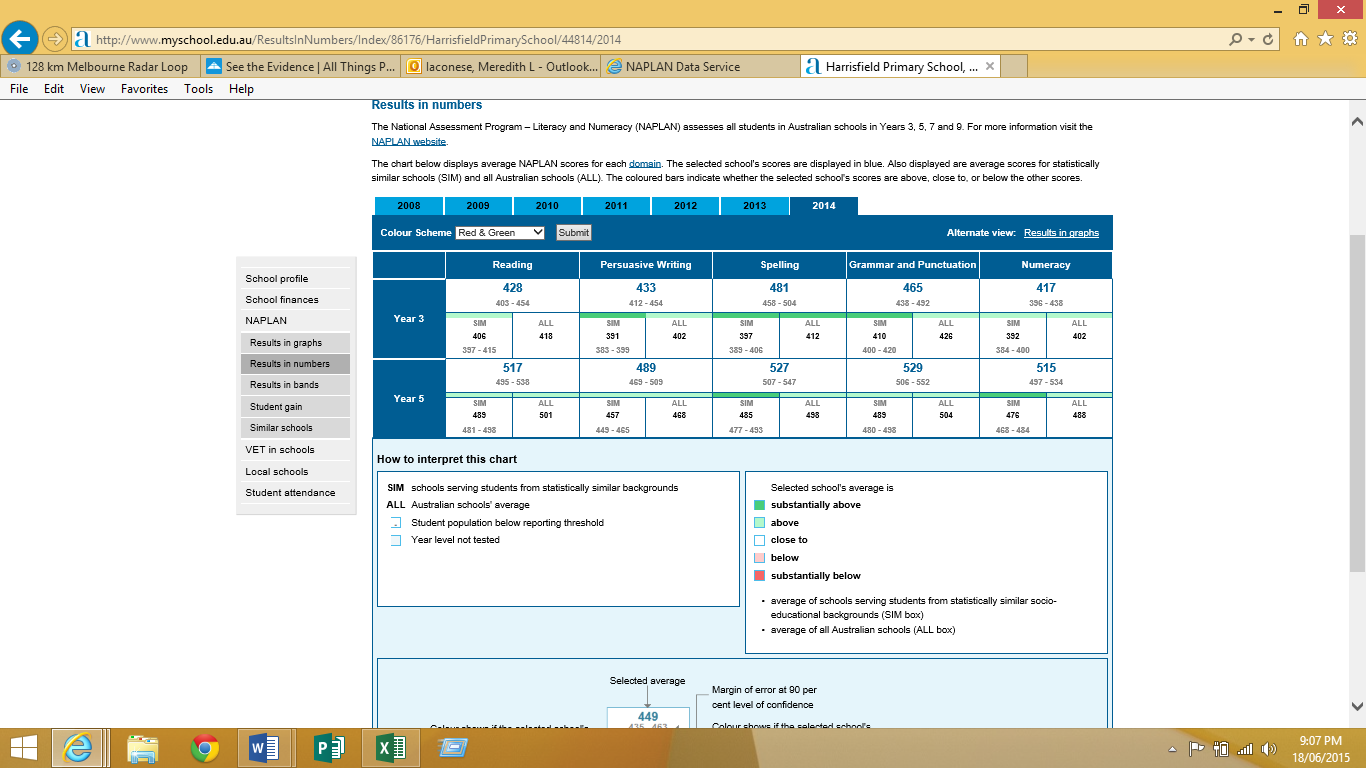 http://www.myschool.edu.au/ResultsInNumbers/Index/86176/HarrisfieldPrimarySchool/44814/2014
128 km Melbourne Radar Loop
See the Evidence | All Things P...
Iaconese, Meredith L - Outlook...
NAPLAN Data Service
Harrisfield Primary School, ...
File Edit View Favorites Tools Help
Results in numbers
The National Assessment Program – Literacy and Numeracy (NAPLAN) assesses all students in Australian schools in Years 3, 5, 7 and 9. For more information visit the
NAPLAN website.
The chart below displays average NAPLAN scores for each domain. The selected school's scores are displayed in blue. Also displayed are average scores for statistically
similar schools (SIM) and all Australian schools (ALL). The coloured bars indicate whether the selected school's scores are above, close to, or below the other scores.
2008 2009 2010 2011 2012 2013 2014
Colour Scheme Red & Green Submit Alternate view: Results in graphs
School profile
School finances
NAPLAN
Results in graphs
Results in numbers
Results in bands
Student gain
Similar schools
VET in schools
Local schools
Student attendance
Reading Persuasive Writing Spelling Grammar and Punctuation Numeracy
Year 3
428 433 481 465 417
403 - 454 412 - 454 458 - 504 438 - 492 396 - 438
SIM ALL SIM ALL SIM ALL SIM ALL SIM ALL
406 418 391 402 397 412 410 426 392 402
397 - 415 383 - 399 389 - 406 400 - 420 384 - 400
Year 5
517 489 527 529 515
495 - 538 469 - 509 507 - 547 506 - 552 497 - 534
SIM ALL SIM ALL SIM ALL SIM ALL SIM ALL
489 501 457 468 485 498 489 504 476 488
481 - 498 449 - 465 477 - 493 480 - 498 468 - 484
How to interpret this chart
SIM schools serving students from statistically similar backgrounds
ALL Australian schools' average
- Student population below reporting threshold
Year level not tested
Selected school's average is
substantially above
above
close to
below
substantially below
• average of schools serving students from statistically similar socio-
educational backgrounds (SIM box)
• average of all Australian schools (ALL box)
Selected average
449
Margin of error at 90 per
cent level of confidence
Colour shows if the selected school's
Colour shows if the selected school's
9:07 PM
18/06/2015